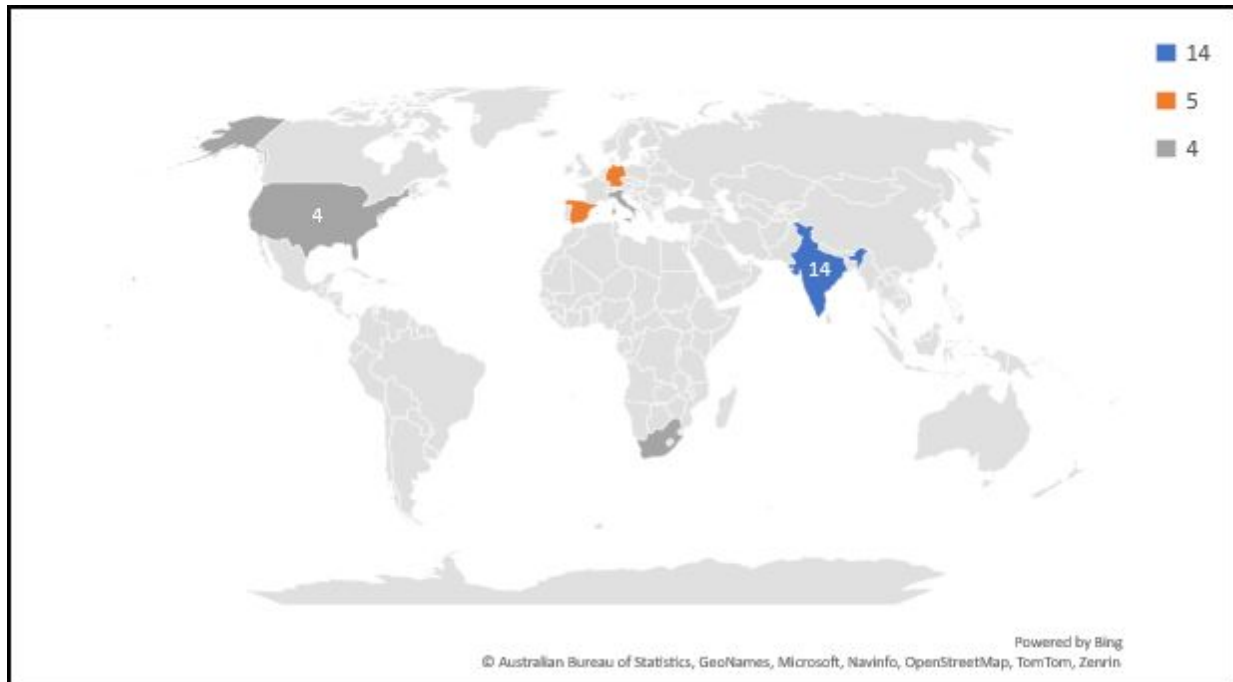 14
5
4
4
14
Powered by Bing
© Australian Bureau of Statistics, GeoNames, Microsoft, Navinfo, OpenStreetMap, TomTom, Zenrin